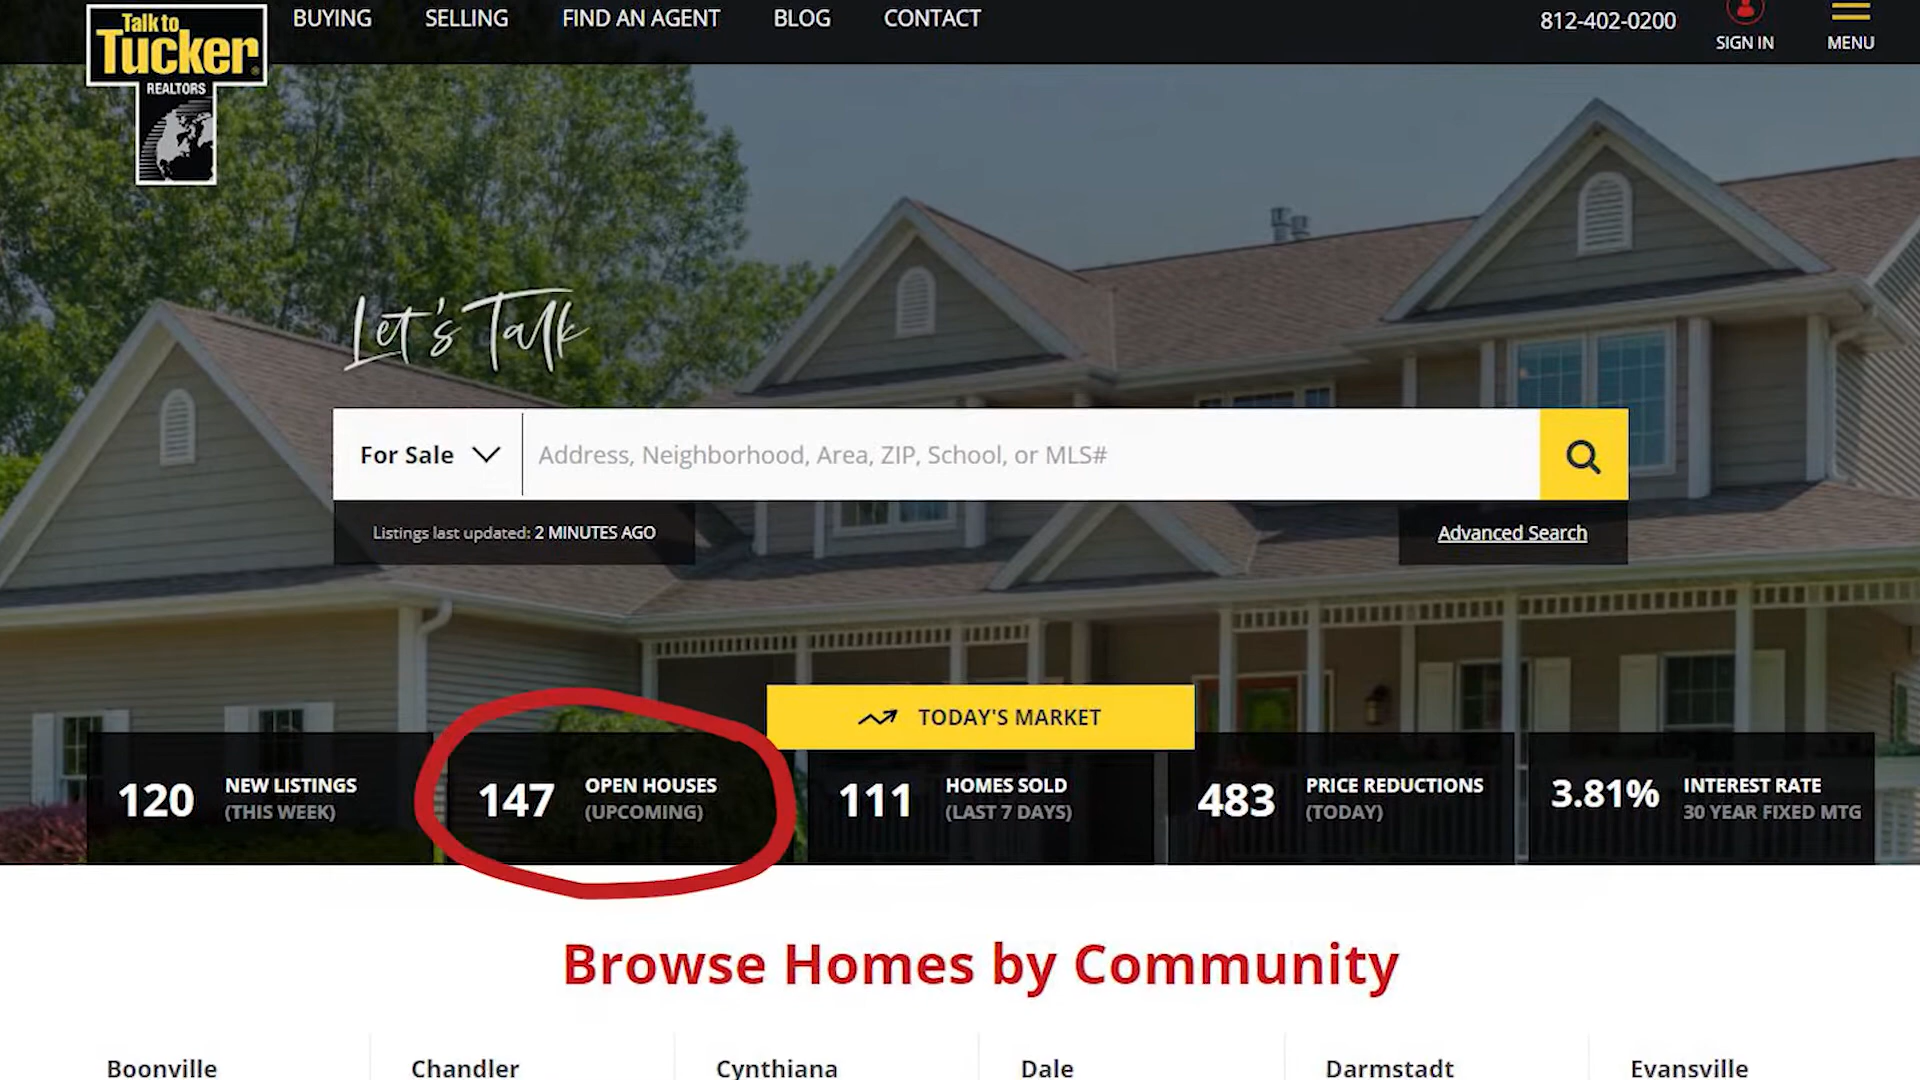 Talk to
Tucker
REALTORS
BUYING
SELLING
FIND AN AGENT
BLOG
CONTACT
812-402-0200
SIGN IN
MENU
Let's Talk
For Sale
Address, Neighborhood, Area, ZIP, School, or MLS#
Listings last updated: 2 MINUTES AGO
Advanced Search
TODAY'S MARKET
120
NEW LISTINGS
(THIS WEEK)
147
OPEN HOUSES
(UPCOMING)
111
HOMES SOLD
(LAST 7 DAYS)
483
PRICE REDUCTIONS
(TODAY)
3.81%
INTEREST RATE
30 YEAR FIXED MTG
Browse Homes by Community
Boonville
Chandler
Cynthiana
Dale
Darmstadt
Evansville